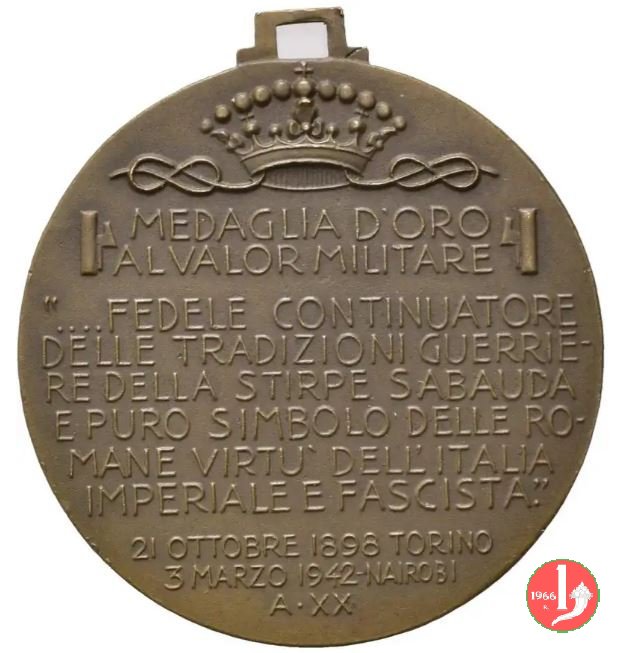 MEDAGLIA D'ORO
AL VALOR MILITARE
"....FEDELE CONTINUATORE
DELLE TRADIZIONI GUERRIE-
RE DELLA STIRPE SABAUDA
E PURO SIMBOLO DELLE RO-
MANE VIRTU' DELL'ITALIA
IMPERIALE E FASCISTA."
21 OTTOBRE 1898 TORINO
3 MARZO 1942-NAIROBI
A·XX
1966